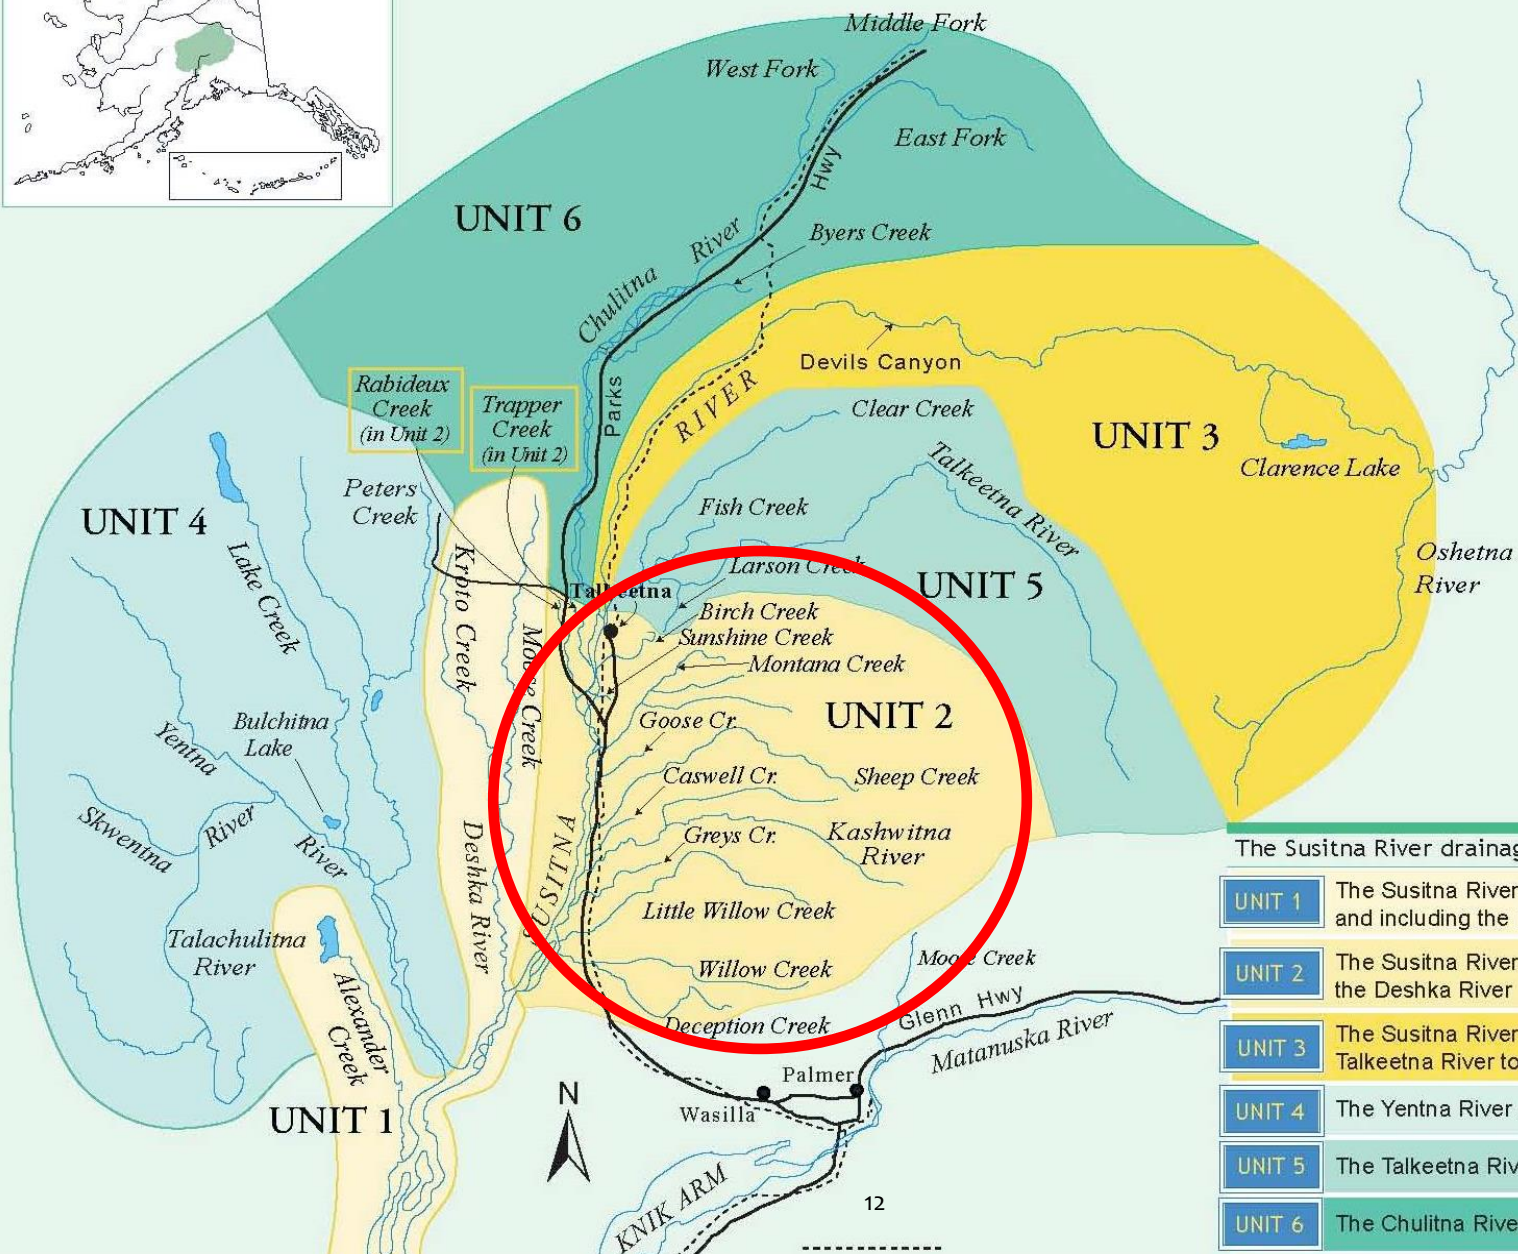 Middle Fork
West Fork
East Fork
Hwy
UNIT 6
River
Byers Creek
Chulitna
Devils Canyon
Rabideux
Creek
(in Unit 2)
Trapper
Creek
(in Unit 2)
Parks
RIVER
Clear Creek
UNIT 3
Clarence Lake
Talkeetna River
Peters
Creek
UNIT 4
Fish Creek
Lake Creek
Kroto Creek
Larson Creek
Oshetna
River
UNIT 5
Talkeetna
Birch Creek
Sunshine Creek
Moose Creek
Montana Creek
UNIT 2
Goose Cr.
Bulchitna
Lake
Yentna
River
Caswell Cr.
Sheep Creek
Skwentna
River
Deshka River
SUSITNA
Greys Cr.
Kashwitna
River
The Susitna River drainag
UNIT 1
The Susitna River
and including the
Little Willow Creek
Talachulitna
River
Willow Creek
Moose Creek
UNIT 2
The Susitna River
the Deshka River
Alexander
Creek
Deception Creek
Glenn Hwy
Matanuska River
UNIT 3
The Susitna River
Talkeetna River to
N
Palmer
Wasilla
UNIT 1
UNIT 4
The Yentna River
UNIT 5
The Talkeetna Riv
KNIK ARM
12
UNIT 6
The Chulitna Rive